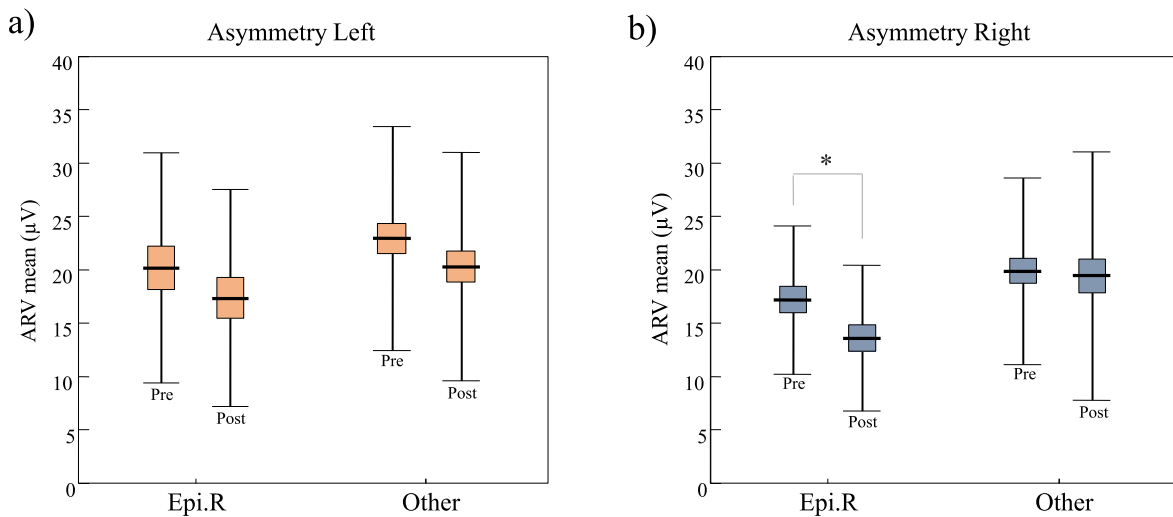 a)
Asymmetry Left
ARV mean (µV)
40
35
30
25
20
15
10
5
0
Pre
Post
Pre
Post
Epi.R
Other
b)
Asymmetry Right
ARV mean (µV)
40
35
30
25
20
15
10
5
0
*
Pre
Post
Pre
Post
Epi.R
Other